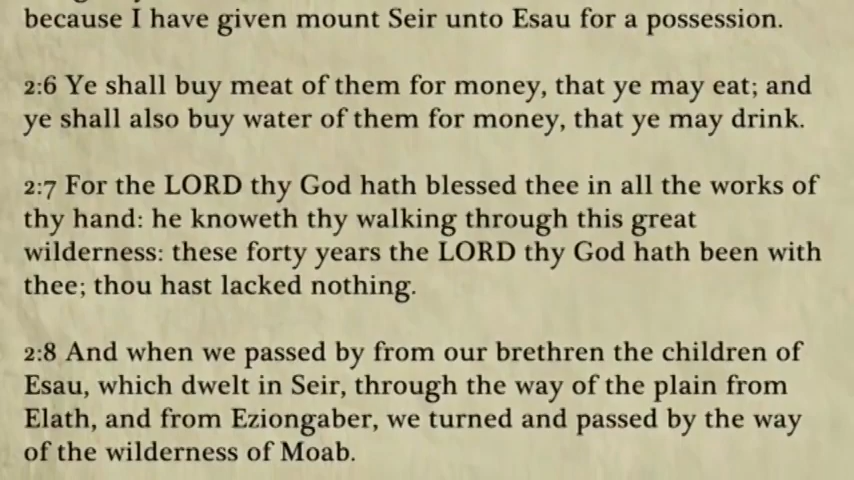 because I have given mount Seir unto Esau for a possession.
2:6 Ye shall buy meat of them for money, that ye may eat; and
ye shall also buy water of them for money, that ye may drink.
2:7 For the LORD thy God hath blessed thee in all the works of
thy hand: he knoweth thy walking through this great
wilderness: these forty years the LORD thy God hath been with
thee; thou hast lacked nothing.
2:8 And when we passed by from our brethren the children of
Esau, which dwelt in Seir, through the way of the plain from
Elath, and from Eziongaber, we turned and passed by the way
of the wilderness of Moab.